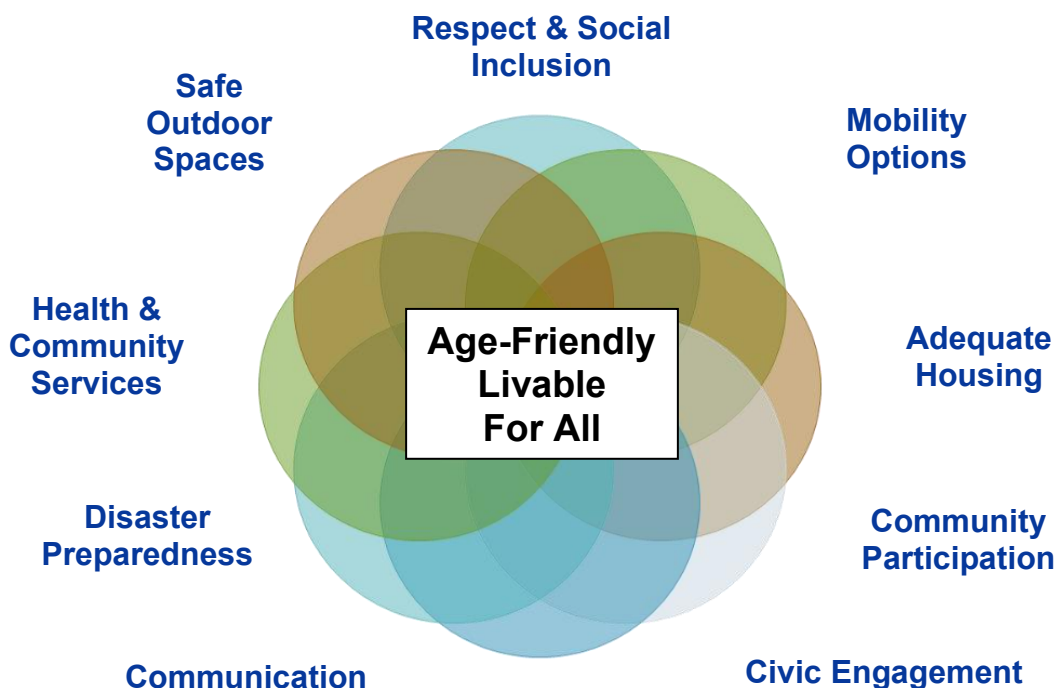 Respect & Social
Inclusion
Safe
Outdoor
Spaces
Mobility
Options
Health &
Community
Services
Age-Friendly
Livable
For All
Adequate
Housing
Disaster
Preparedness
Community
Participation
Communication
Civic Engagement